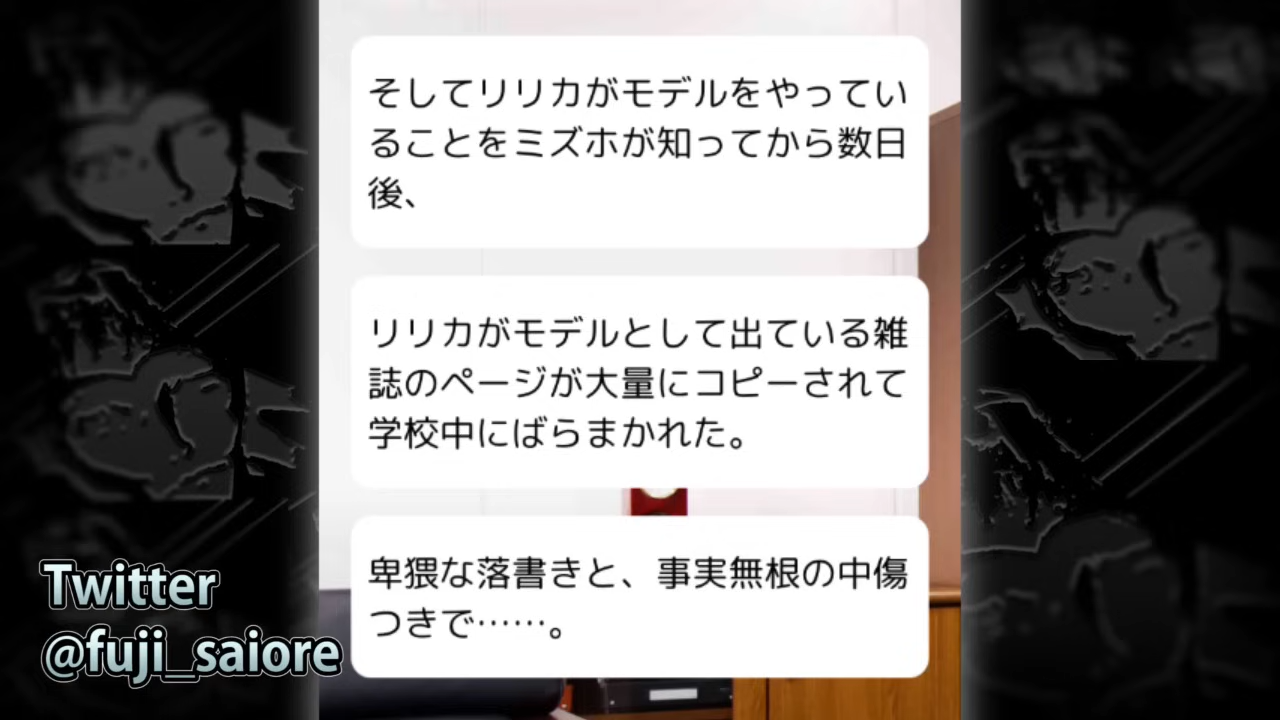 そしてリリカがモデルをやってい
ることをミズホが知ってから数日
後、
リリカがモデルとして出ている雑
誌のページが大量にコピーされて
学校中にばらまかれた。
卑猥な落書きと、事実無根の中傷
つきで……。
Twitter
@fuji_saiore